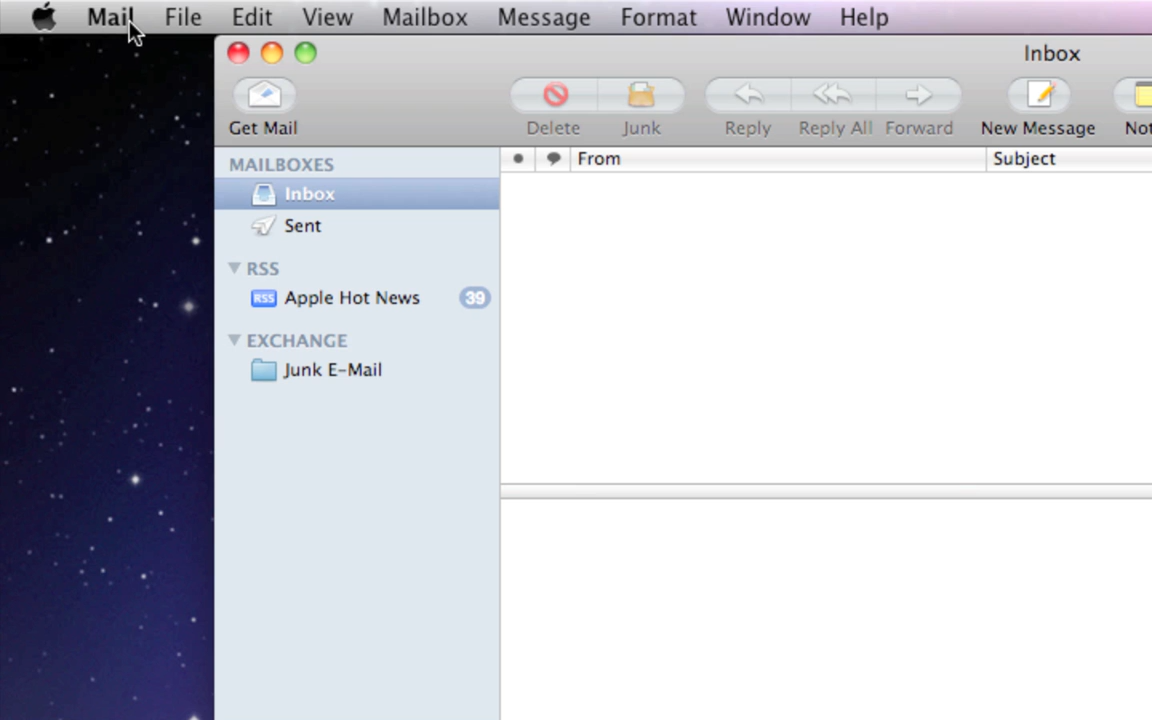 Mail File Edit View Mailbox Message Format Window Help
Inbox
Get Mail Delete Junk Reply Reply All Forward New Message
MAILBOXES
From Subject
Inbox
Sent
RSS
RSS Apple Hot News 39
EXCHANGE
Junk E-Mail